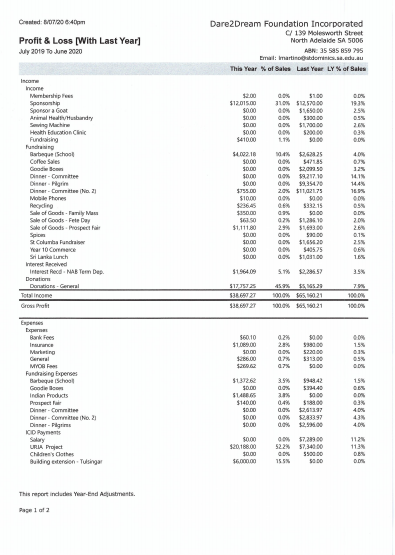 Created: 8/07/20 6:40pm
Dare2Dream Foundation Incorporated
C/ 139 Molesworth Street
North Adelaide SA 5006
Profit & Loss [With Last Year]
July 2019 To June 2020
ABN: 35 585 859 795
Email: lmartino@stdominics.sa.edu.au
This Year % of Sales Last Year LY % of Sales
Income
Income
Membership Fees $2.00 0.0% $1.00 0.0%
Sponsorship $12,015.00 31.0% $12,570.00 19.3%
Sponsor a Goat $0.00 0.0% $1,650.00 2.5%
Animal Health/Husbandry $0.00 0.0% $300.00 0.5%
Sewing Machine $0.00 0.0% $1,700.00 2.6%
Health Education Clinic $0.00 0.0% $200.00 0.3%
Fundraising $410.00 1.1% $0.00 0.0%
Fundraising
Barbeque (School) $4,022.18 10.4% $2,628.25 4.0%
Coffee Sales $0.00 0.0% $471.85 0.7%
Goodie Boxes $0.00 0.0% $2,099.50 3.2%
Dinner - Committee $0.00 0.0% $9,217.10 14.1%
Dinner - Pilgrim $0.00 0.0% $9,354.70 14.4%
Dinner - Committee (No. 2) $755.00 2.0% $11,021.75 16.9%
Mobile Phones $10.00 0.0% $0.00 0.0%
Recycling $236.45 0.6% $332.15 0.5%
Sale of Goods - Family Mass $350.00 0.9% $0.00 0.0%
Sale of Goods - Fete Day $63.50 0.2% $1,286.10 2.0%
Sale of Goods - Prospect Fair $1,111.80 2.9% $1,693.00 2.6%
Spices $0.00 0.0% $90.00 0.1%
St Columba Fundraiser $0.00 0.0% $1,656.20 2.5%
Year 10 Commerce $0.00 0.0% $405.75 0.6%
Sri Lanka Lunch $0.00 0.0% $1,031.00 1.6%
Interest Received
Interest Recd - NAB Term Dep. $1,964.09 5.1% $2,286.57 3.5%
Donations
Donations - General $17,757.25 45.9% $5,165.29 7.9%
Total Income $38,697.27 100.0% $65,160.21 100.0%
Gross Profit $38,697.27 100.0% $65,160.21 100.0%
Expenses
Expenses
Bank Fees $60.10 0.2% $0.00 0.0%
Insurance $1,089.00 2.8% $980.00 1.5%
Marketing $0.00 0.0% $220.00 0.3%
General $286.00 0.7% $313.00 0.5%
MYOB Fees $269.62 0.7% $0.00 0.0%
Fundraising Expenses
Barbeque (School) $1,372.62 3.5% $948.42 1.5%
Goodie Boxes $0.00 0.0% $394.40 0.6%
Indian Products $1,488.65 3.8% $0.00 0.0%
Prospect Fair $140.00 0.4% $188.00 0.3%
Dinner - Committee $0.00 0.0% $2,613.97 4.0%
Dinner - Committee (No. 2) $0.00 0.0% $2,833.97 4.3%
Dinner - Pilgrims $0.00 0.0% $2,596.00 4.0%
ICID Payments
Salary $0.00 0.0% $7,289.00 11.2%
Project $20,188.00 52.2% $7,340.00 11.3%
Children's Clothes $0.00 0.0% $500.00 0.8%
Building extension - Tulsingar $6,000.00 15.5% $0.00 0.0%
This report includes Year-End Adjustments.
Page 1 of 2